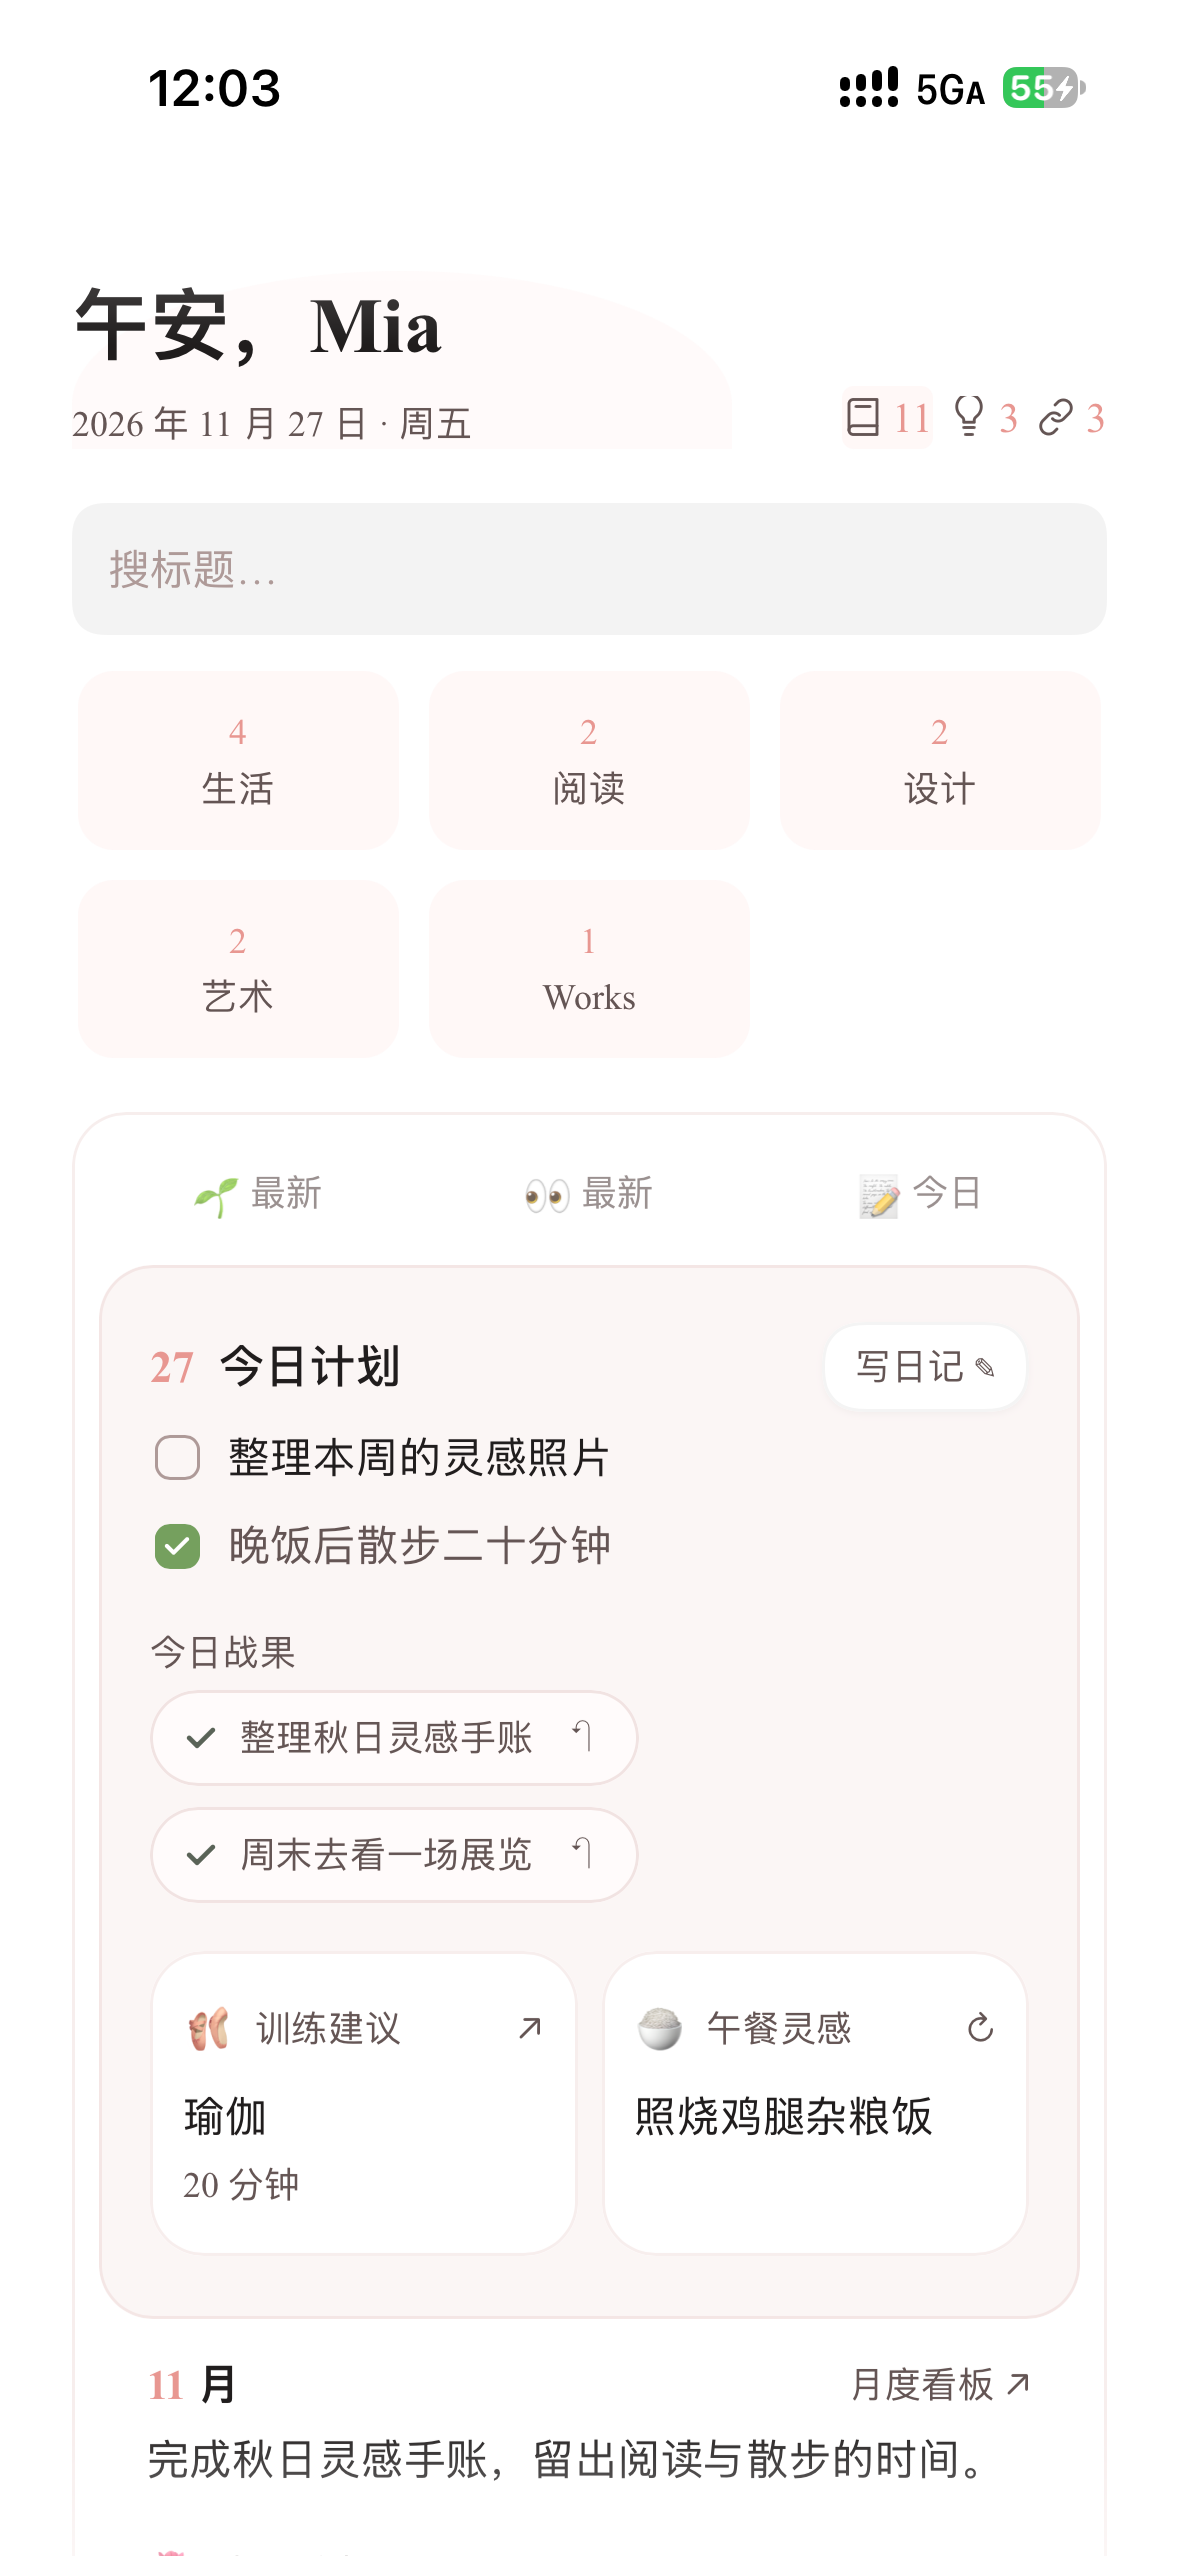 12:03 5GA 55
午安，Mia
2026 年 11 月 27 日 · 周五
11 3 3
搜标题...
4
生活
2
阅读
2
设计
2
艺术
1
Works
最新
最新
今日
27 今日计划
写日记
整理本周的灵感照片
晚饭后散步二十分钟
今日战果
整理秋日灵感手账
周末去看一场展览
训练建议
瑜伽
20 分钟
午餐灵感
照烧鸡腿杂粮饭
11 月
月度看板
完成秋日灵感手账，留出阅读与散步的时间。